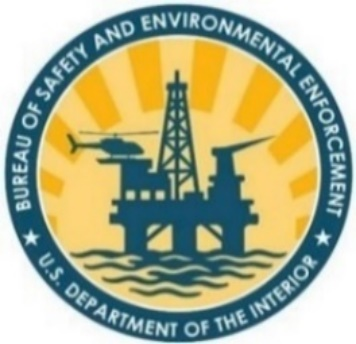 BUREAU OF SAFETY AND ENVIRONMENTAL ENFORCEMENT
U.S. DEPARTMENT OF THE INTERIOR